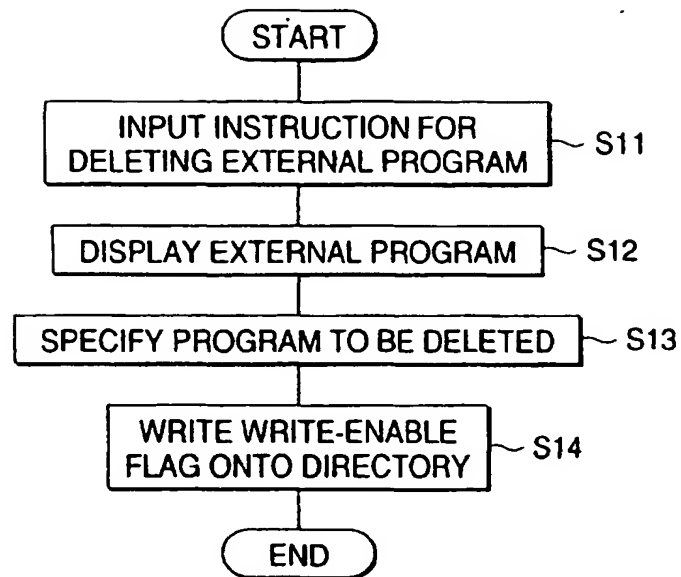 START
INPUT INSTRUCTION FOR
DELETING EXTERNAL PROGRAM
S11
DISPLAY EXTERNAL PROGRAM
S12
SPECIFY PROGRAM TO BE DELETED
S13
WRITE WRITE-ENABLE
FLAG ONTO DIRECTORY
S14
END